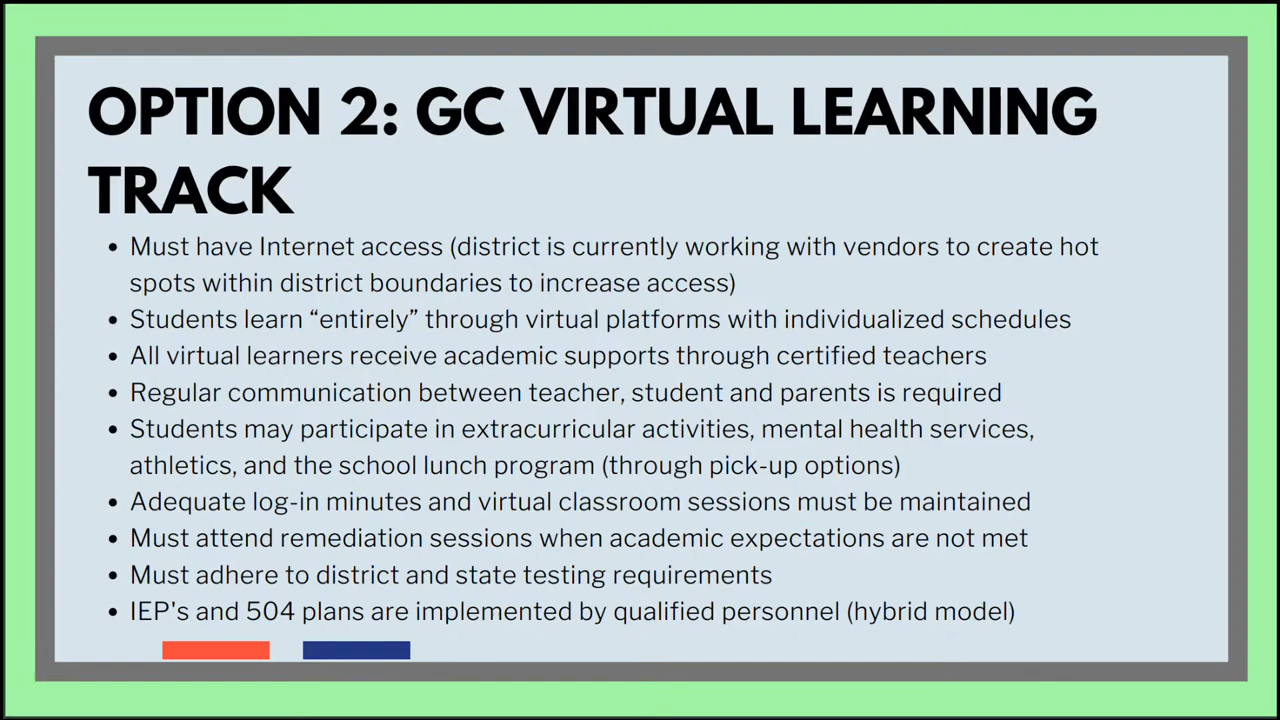 OPTION 2: GC VIRTUAL LEARNING
TRACK
• Must have Internet access (district is currently working with vendors to create hot
spots within district boundaries to increase access)
• Students learn “entirely” through virtual platforms with individualized schedules
• All virtual learners receive academic supports through certified teachers
• Regular communication between teacher, student and parents is required
• Students may participate in extracurricular activities, mental health services,
athletics, and the school lunch program (through pick-up options)
• Adequate log-in minutes and virtual classroom sessions must be maintained
• Must attend remediation sessions when academic expectations are not met
• Must adhere to district and state testing requirements
• IEP's and 504 plans are implemented by qualified personnel (hybrid model)